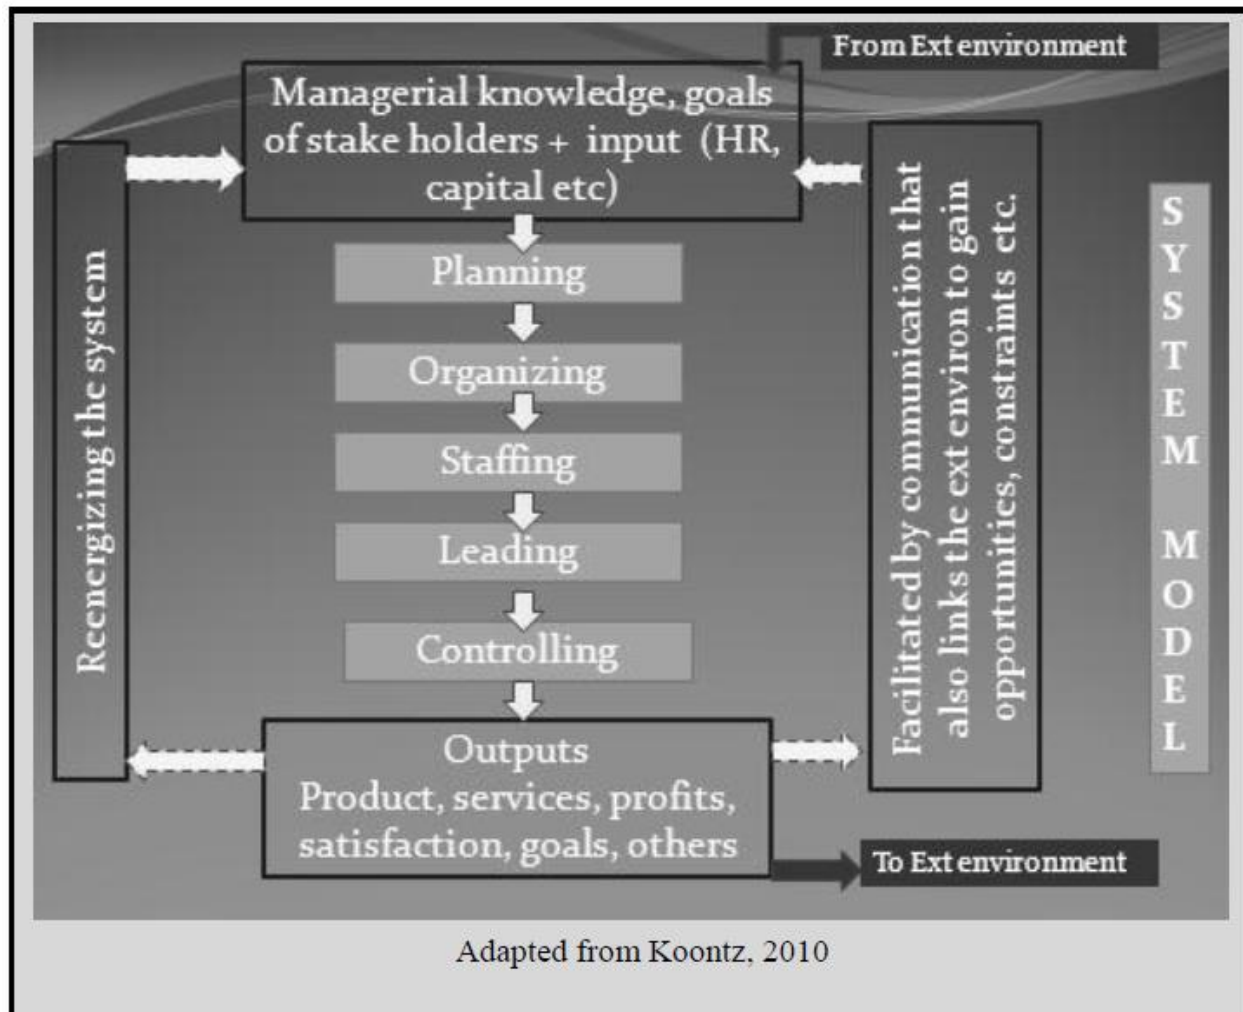 From Ext environment
Managerial knowledge, goals
of stake holders + input (HR,
capital etc)
Reenergizing the system
Planning
Organizing
Staffing
Leading
Controlling
Facilitated by communication that
also links the ext environ to gain
opportunities, constraints etc.
SYSTEM MODEL
Outputs
Product, services, profits,
satisfaction, goals, others
To Ext environment
Adapted from Koontz, 2010